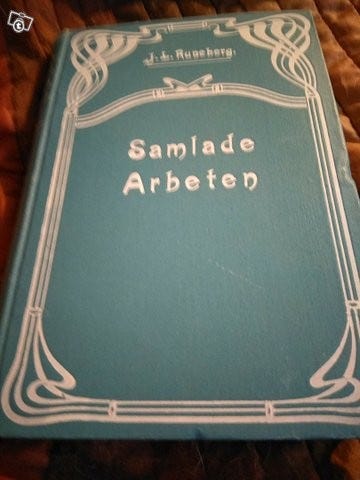 J. L. Runeberg.
Samlade
Arbeten